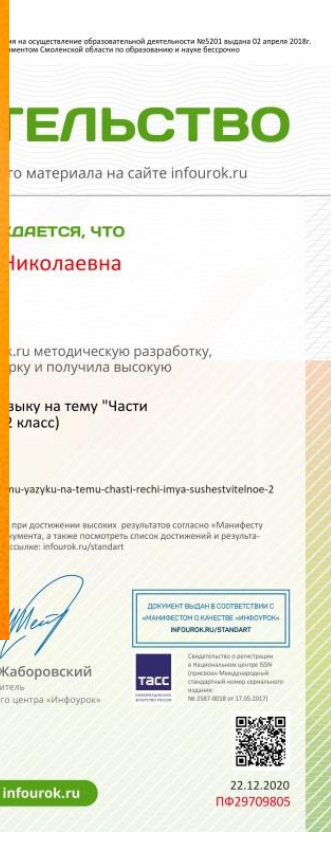 ия на осуществление образовательной деятельности №5201 выдана 02 апреля 2018г.
ментом Смоленской области по образованию и науке бессрочно
ТЕЛЬСТВО
го материала на сайте infourok.ru
ДАЕТСЯ, ЧТО
Николаевна
k.ru методическую разработку,
рку и получила высокую
зыку на тему "Части
2 класс)
mu-yazyku-na-temu-chasti-rechi-imya-sushestvitelnoe-2
при достижении высоких результатов согласно «Манифесту
кумента, а также посмотреть список достижений и результа-
ссылке: infourok.ru/standart
ДОКУМЕНТ ВЫДАН В СООТВЕТСТВИИ С
«МАНИФЕСТОМ О КАЧЕСТВЕ «ИНФОУРОК»
INFOUROK.RU/STANDART
Жаборовский
итель
го центра «Инфоурок»
ТАСС
Свидетельство о регистрации
в Национальном центре ISSN
(присвоен Международный
стандартный номер сериального
издания:
№ 2587-8018 от 17.05.2017)
infourok.ru
22.12.2020
ПФ29709805